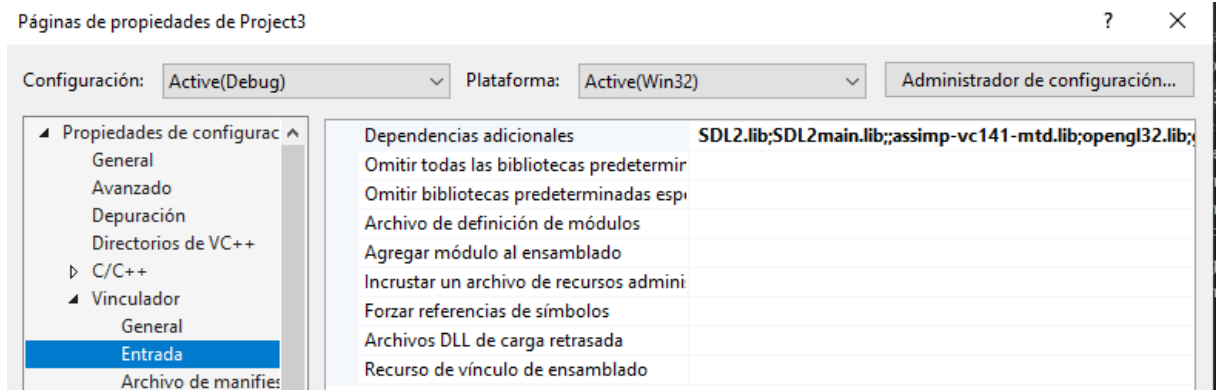 Páginas de propiedades de Project3 ? ×
Configuración: Active(Debug) Plataforma: Active(Win32) Administrador de configuración...
Propiedades de configurac
General
Avanzado
Depuración
Directorios de VC++
C/C++
Vinculador
General
Entrada
Archivo de manifies
Dependencias adicionales SDL2.lib;SDL2main.lib;;assimp-vc141-mtd.lib;opengl32.lib;
Omitir todas las bibliotecas predetermin
Omitir bibliotecas predeterminadas esp
Archivo de definición de módulos
Agregar módulo al ensamblado
Incrustar un archivo de recursos admini
Forzar referencias de símbolos
Archivos DLL de carga retrasada
Recurso de vínculo de ensamblado